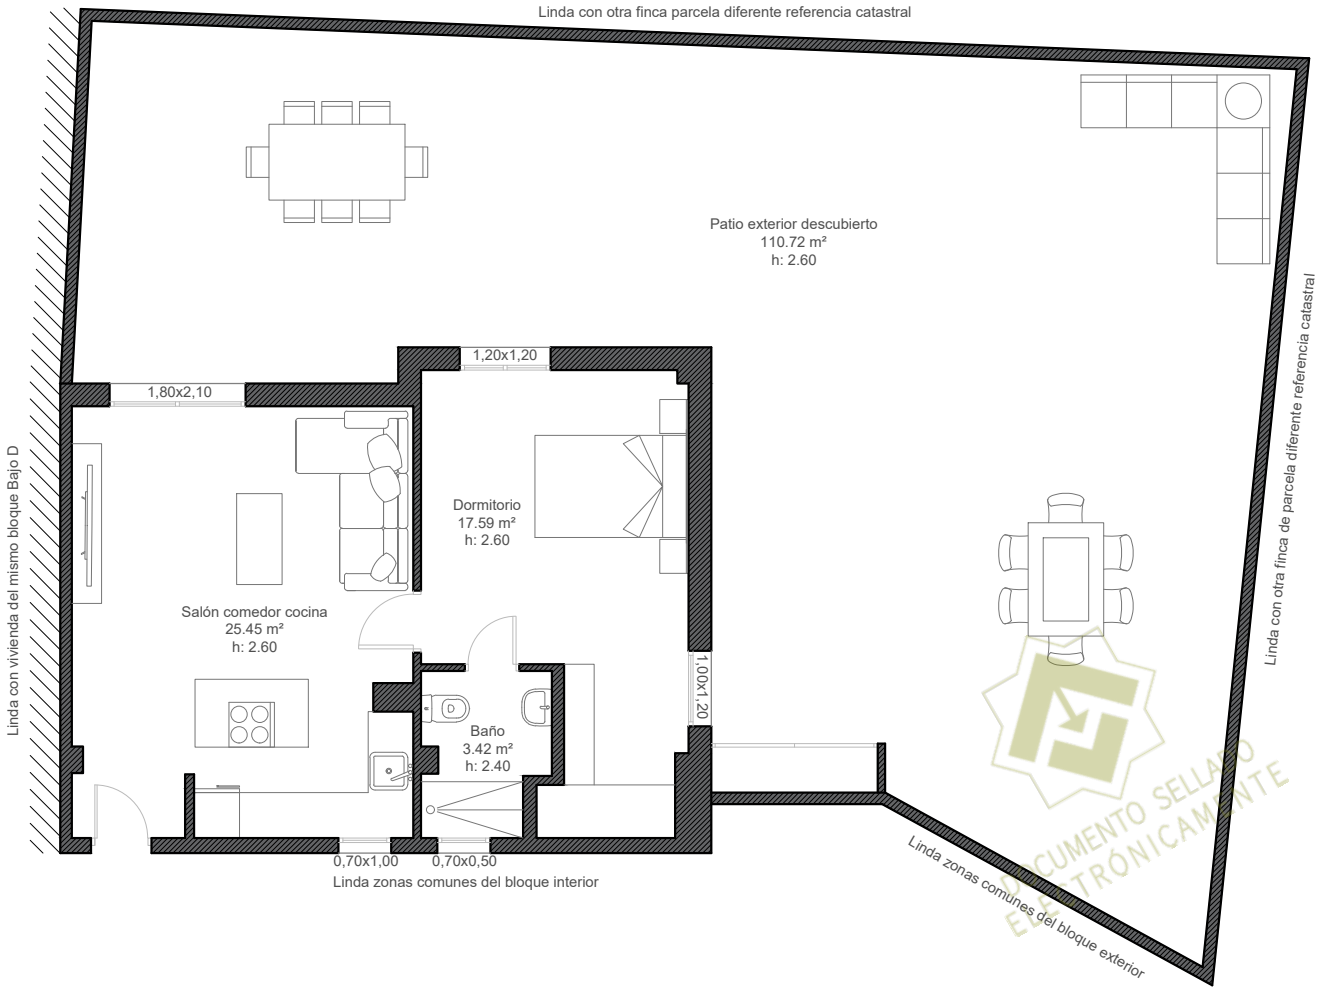 Linda con otra finca parcela diferente referencia catastral
Patio exterior descubierto
110.72 m²
h: 2.60
Linda con otra finca de parcela diferente referencia catastral
1,20x1,20
1,80x2,10
Linda con vivienda del mismo bloque Bajo D
Dormitorio
17.59 m²
h: 2.60
Salón comedor cocina
25.45 m²
h: 2.60
1,00x1,20
Baño
3.42 m²
h: 2.40
0,70x1,00
0,70x0,50
Linda zonas comunes del bloque interior
Linda zonas comunes del bloque exterior
DOCUMENTO SELLADO
ELECTRÓNICAMENTE